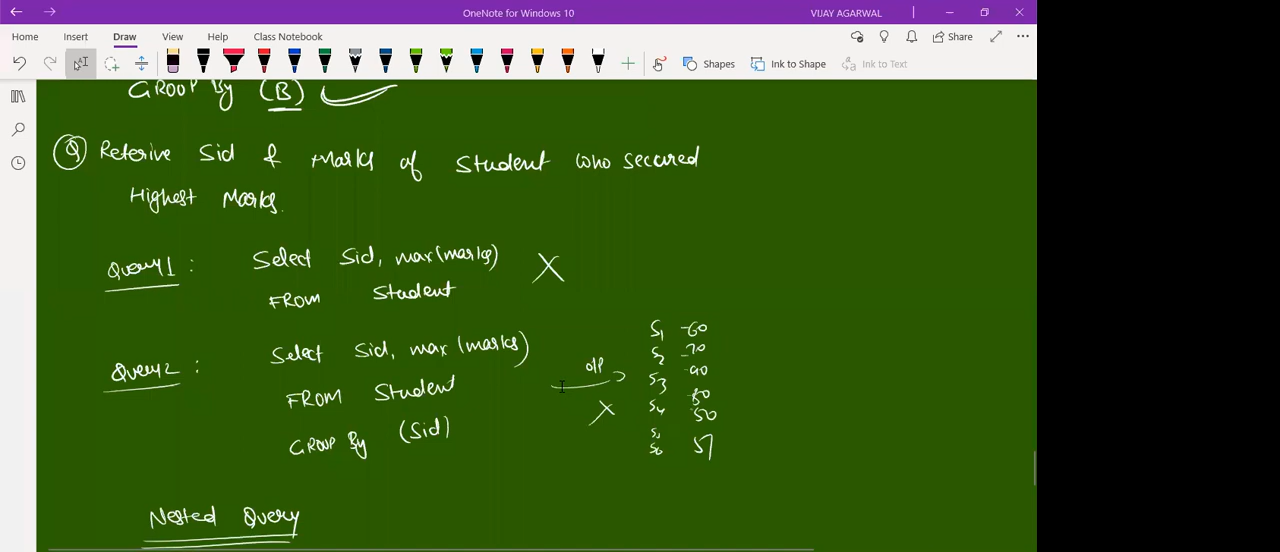 OneNote for Windows 10
VIJAY AGARWAL
Home Insert Draw View Help Class Notebook
Share
Shapes Ink to Shape Ink to Text
GROUP By (B)
Q Reterive Sid & Marks of Student who secured
Highest Marks.
Query1 : Select Sid, max(marks)
FROM Student
Query2 : Select Sid, max(marks)
FROM Student
GROUP By (Sid)
o/p
S1 - 60
S2 - 70
S3 - 90
S4 80
50
S6 57
Nested Query